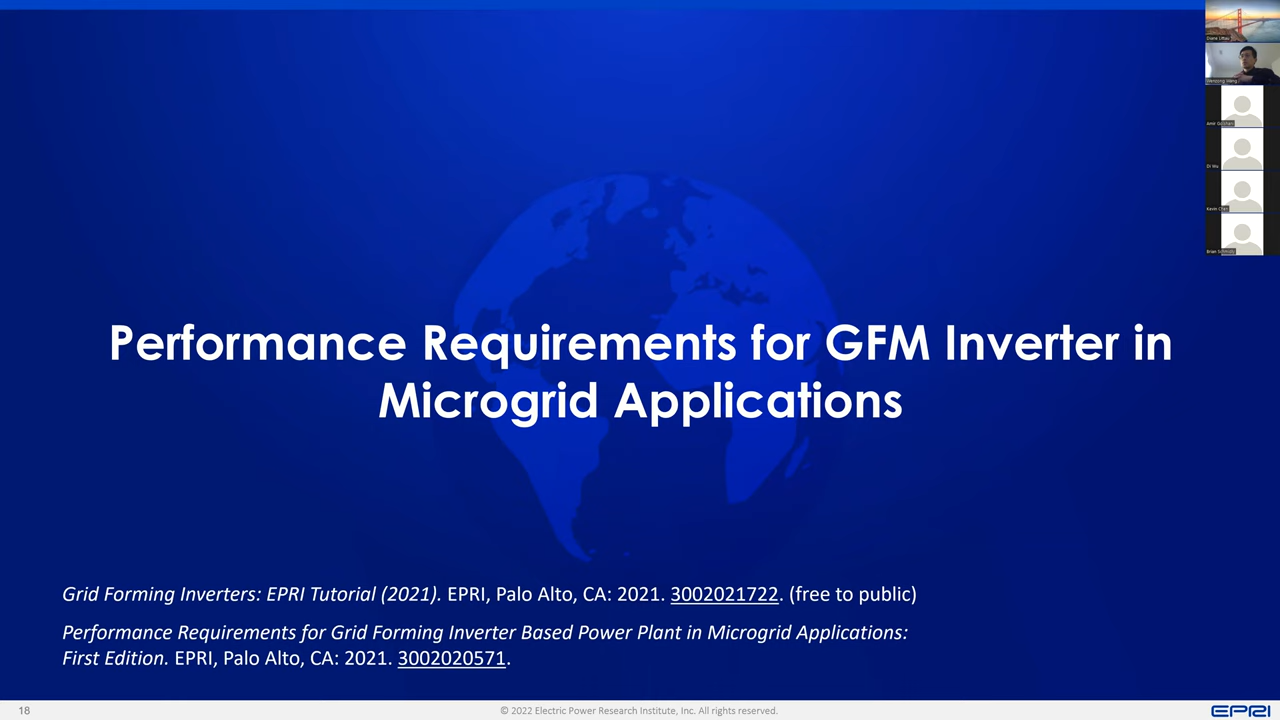 Performance Requirements for GFM Inverter in
Microgrid Applications
Grid Forming Inverters: EPRI Tutorial (2021). EPRI, Palo Alto, CA: 2021. 3002021722. (free to public)
Performance Requirements for Grid Forming Inverter Based Power Plant in Microgrid Applications:
First Edition. EPRI, Palo Alto, CA: 2021. 3002020571.
18
© 2022 Electric Power Research Institute, Inc. All rights reserved.
EPRI
Di Wu